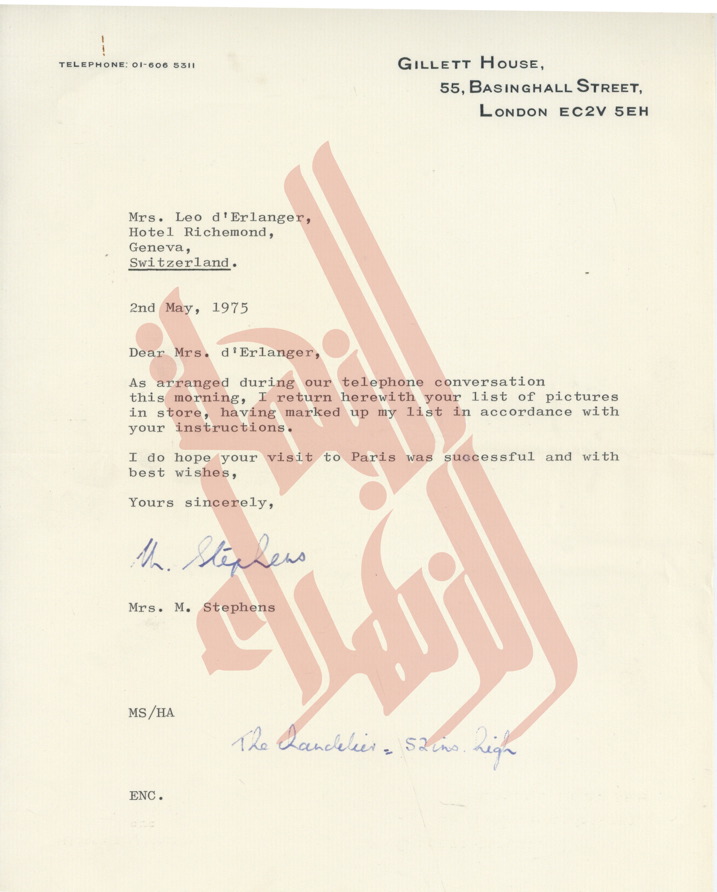 TELEPHONE: 01-606 5311
GILLETT HOUSE,
55, BASINGHALL STREET,
LONDON EC2V 5EH
Mrs. Leo d'Erlanger,
Hotel Richemond,
Geneva,
Switzerland.
2nd May, 1975
Dear Mrs. d'Erlanger,
As arranged during our telephone conversation
this morning, I return herewith your list of pictures
in store, having marked up my list in accordance with
your instructions.
I do hope your visit to Paris was successful and with
best wishes,
Yours sincerely,
M. Stephens
Mrs. M. Stephens
MS/HA
The Chandelier = 52 ins. high
ENC.